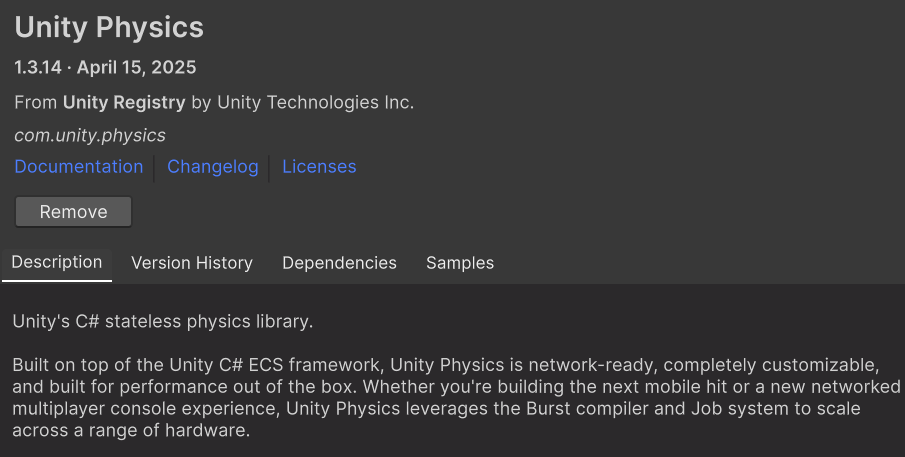 Unity Physics
1.3.14 · April 15, 2025
From Unity Registry by Unity Technologies Inc.
com.unity.physics
Documentation Changelog Licenses
Remove
Description Version History Dependencies Samples
Unity's C# stateless physics library.
Built on top of the Unity C# ECS framework, Unity Physics is network-ready, completely customizable,
and built for performance out of the box. Whether you're building the next mobile hit or a new networked
multiplayer console experience, Unity Physics leverages the Burst compiler and Job system to scale
across a range of hardware.